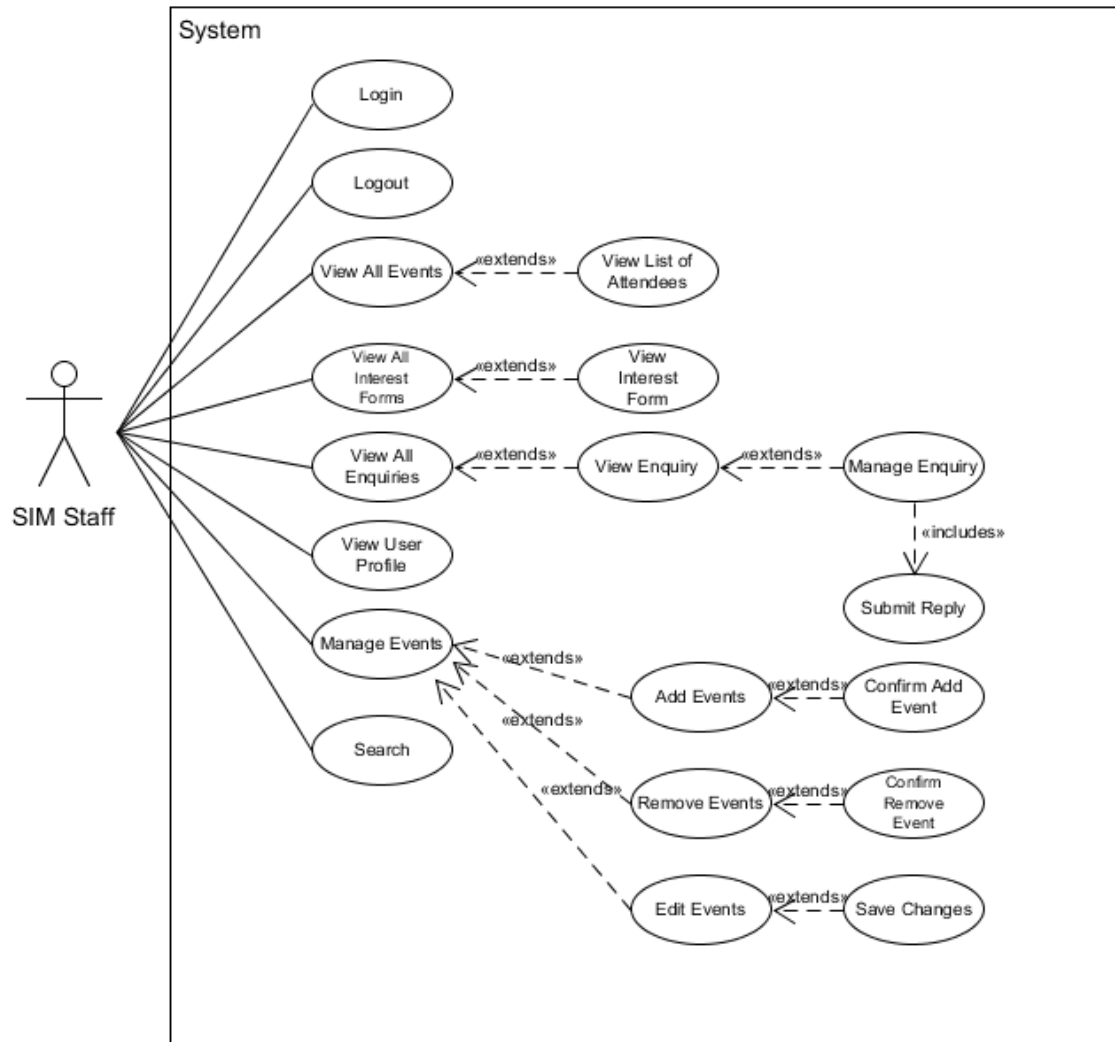 System
Login
Logout
View All Events
«extends»
View List of
Attendees
View All
Interest
Forms
«extends»
View
Interest
Form
View All
Enquiries
«extends»
View Enquiry
«extends»
Manage Enquiry
SIM Staff
«includes»
View User
Profile
Submit Reply
Manage Events
«extends»
Add Events
«extends»
Confirm Add
Event
«extends»
Search
«extends»
Remove Events
«extends»
Confirm
Remove
Event
Edit Events
«extends»
Save Changes